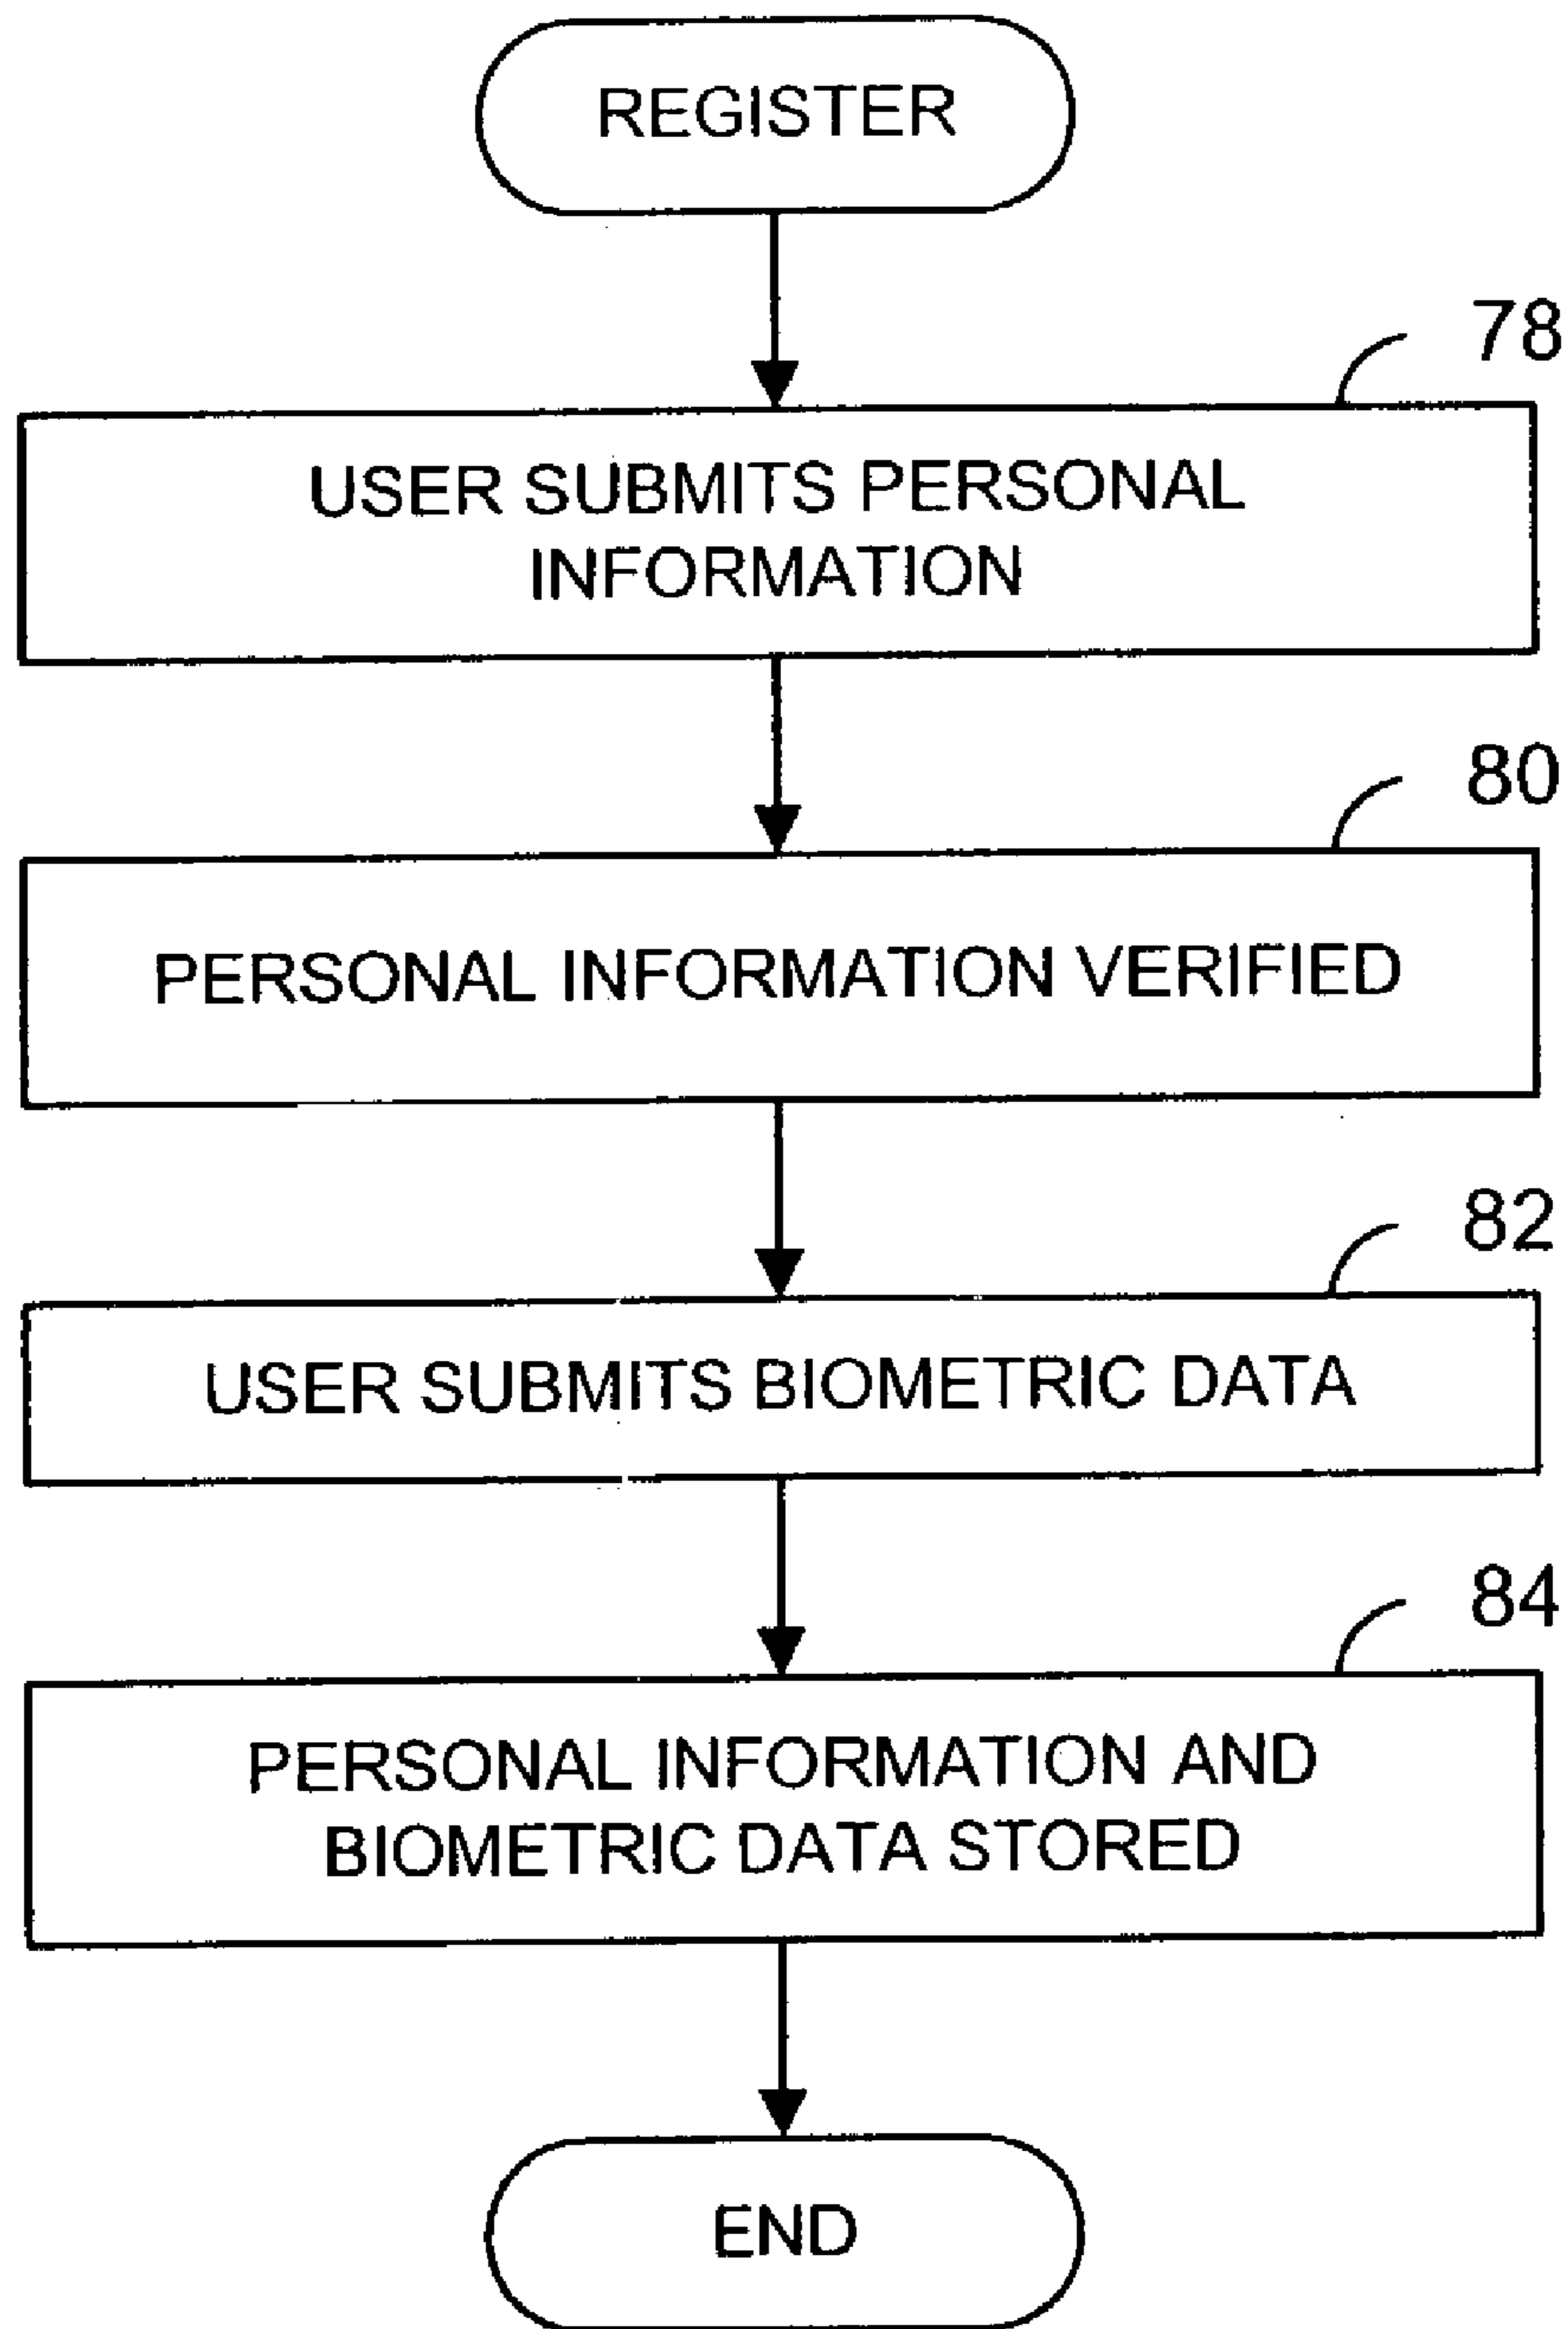 REGISTER
78
USER SUBMITS PERSONAL
INFORMATION
80
PERSONAL INFORMATION VERIFIED
82
USER SUBMITS BIOMETRIC DATA
84
PERSONAL INFORMATION AND
BIOMETRIC DATA STORED
END